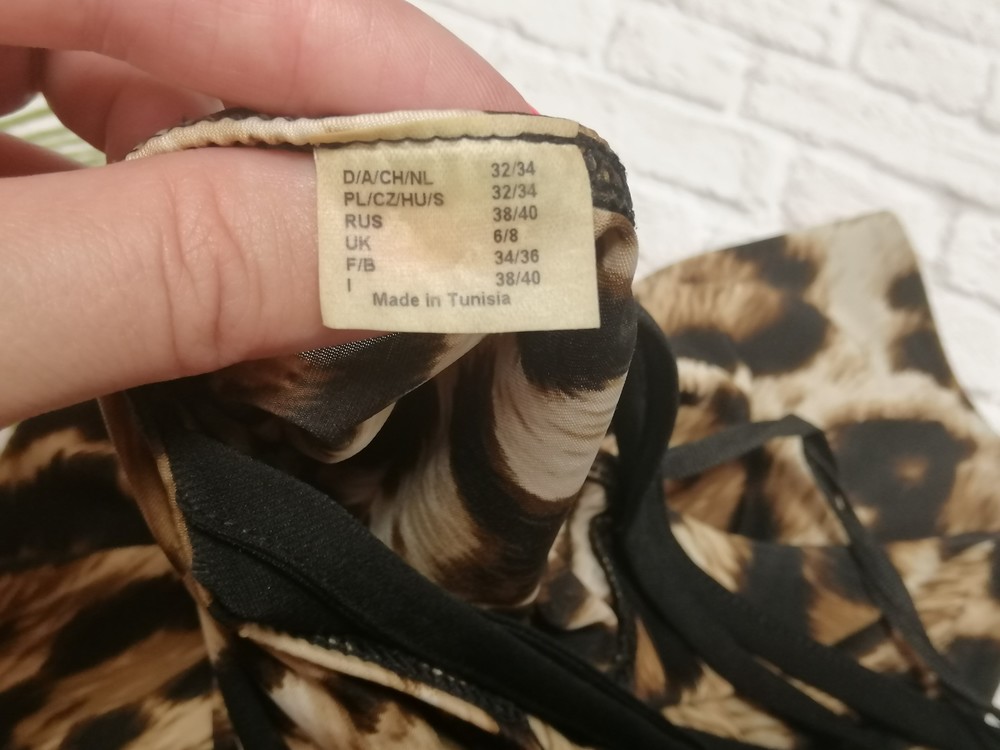 D/A/CH/NL 32/34
PL/CZ/HU/S 32/34
RUS 38/40
UK 6/8
F/B 34/36
I 38/40
Made in Tunisia